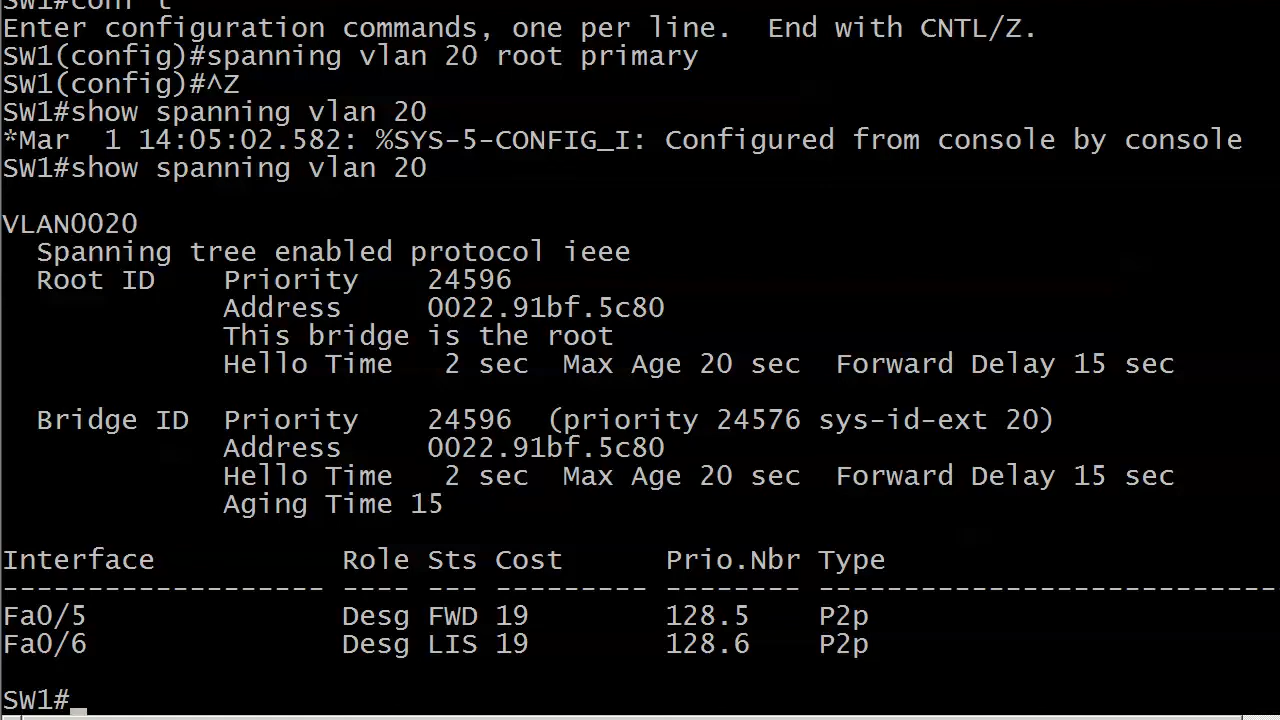 SW1#conf t
Enter configuration commands, one per line.  End with CNTL/Z.
SW1(config)#spanning vlan 20 root primary
SW1(config)#^Z
SW1#show spanning vlan 20
*Mar  1 14:05:02.582: %SYS-5-CONFIG_I: Configured from console by console
SW1#show spanning vlan 20
VLAN0020
  Spanning tree enabled protocol ieee
  Root ID    Priority    24596
             Address     0022.91bf.5c80
             This bridge is the root
             Hello Time   2 sec  Max Age 20 sec  Forward Delay 15 sec
  Bridge ID  Priority    24596  (priority 24576 sys-id-ext 20)
             Address     0022.91bf.5c80
             Hello Time   2 sec  Max Age 20 sec  Forward Delay 15 sec
             Aging Time 15
Interface           Role Sts Cost      Prio.Nbr Type
------------------- ---- --- --------- -------- ---------------------------
Fa0/5               Desg FWD 19        128.5    P2p
Fa0/6               Desg LIS 19        128.6    P2p
SW1#